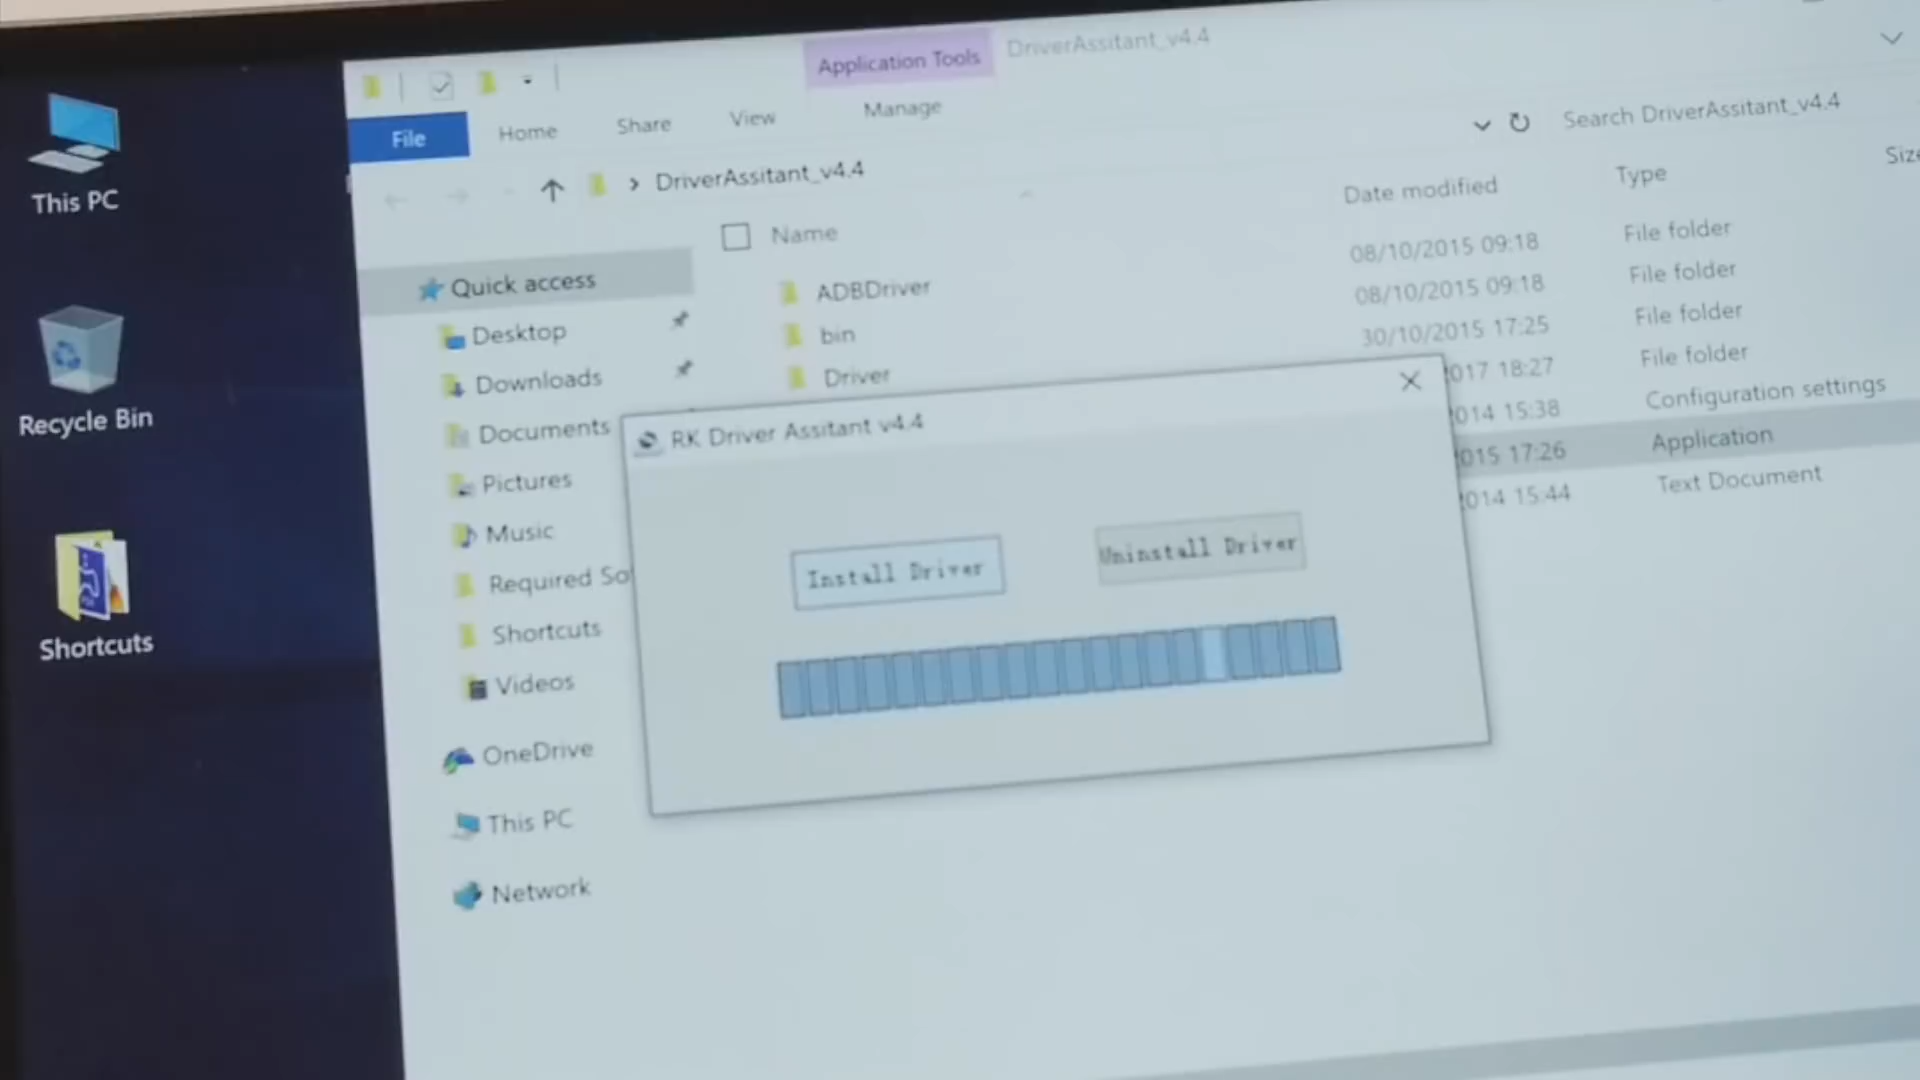 Application Tools
DriverAssitant_v4.4
File
Home
Share
View
Manage
DriverAssitant_v4.4
Search DriverAssitant_v4.4
Name
Date modified
Type
Size
ADBDriver
08/10/2015 09:18
File folder
bin
08/10/2015 09:18
File folder
Driver
30/10/2015 17:25
File folder
2017 18:27
File folder
2014 15:38
Configuration settings
2015 17:26
Application
2014 15:44
Text Document
Quick access
Desktop
Downloads
Documents
Pictures
Music
Required So
Shortcuts
Videos
OneDrive
This PC
Network
RK Driver Assitant v4.4
Install Driver
Uninstall Driver
This PC
Recycle Bin
Shortcuts